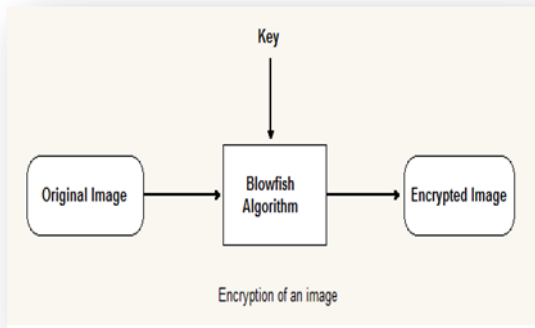 Key
Original Image
Blowfish
Algorithm
Encrypted Image
Encryption of an image